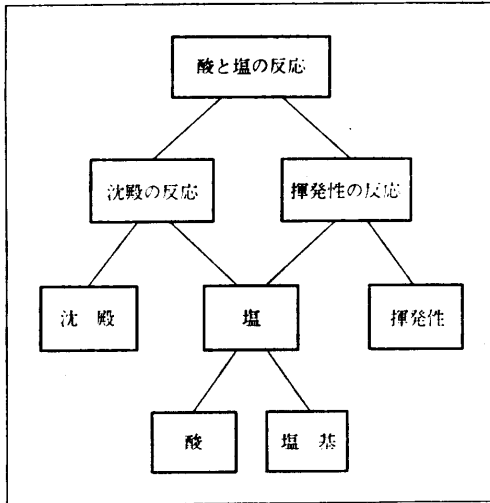 酸と塩の反応
沈殿の反応
揮発性の反応
沈 殿
塩
揮発性
酸
塩 基